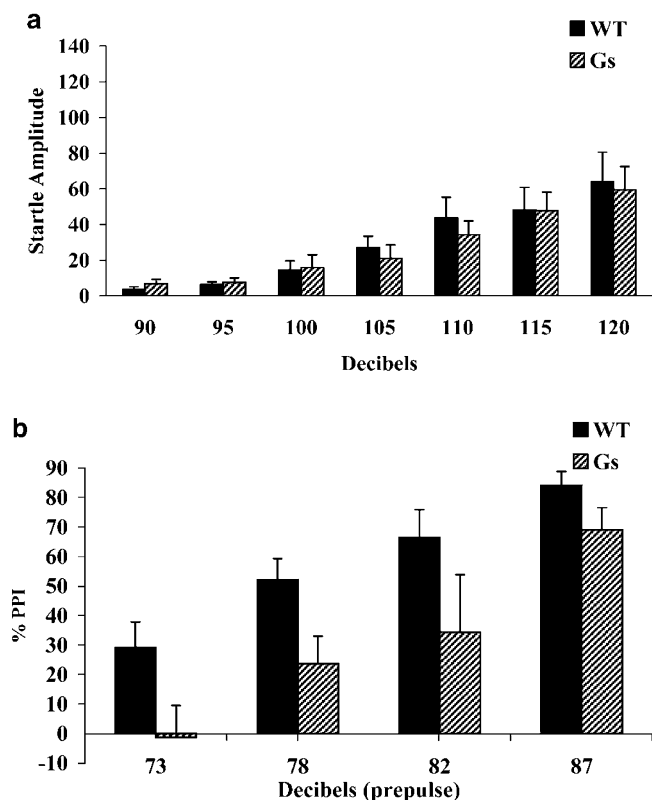 a
WT
Gs
140
120
100
80
60
40
20
0
Startle Amplitude
90 95 100 105 110 115 120
Decibels
b
WT
Gs
90
80
70
60
50
40
30
20
10
0
-10
% PPI
73 78 82 87
Decibels (prepulse)